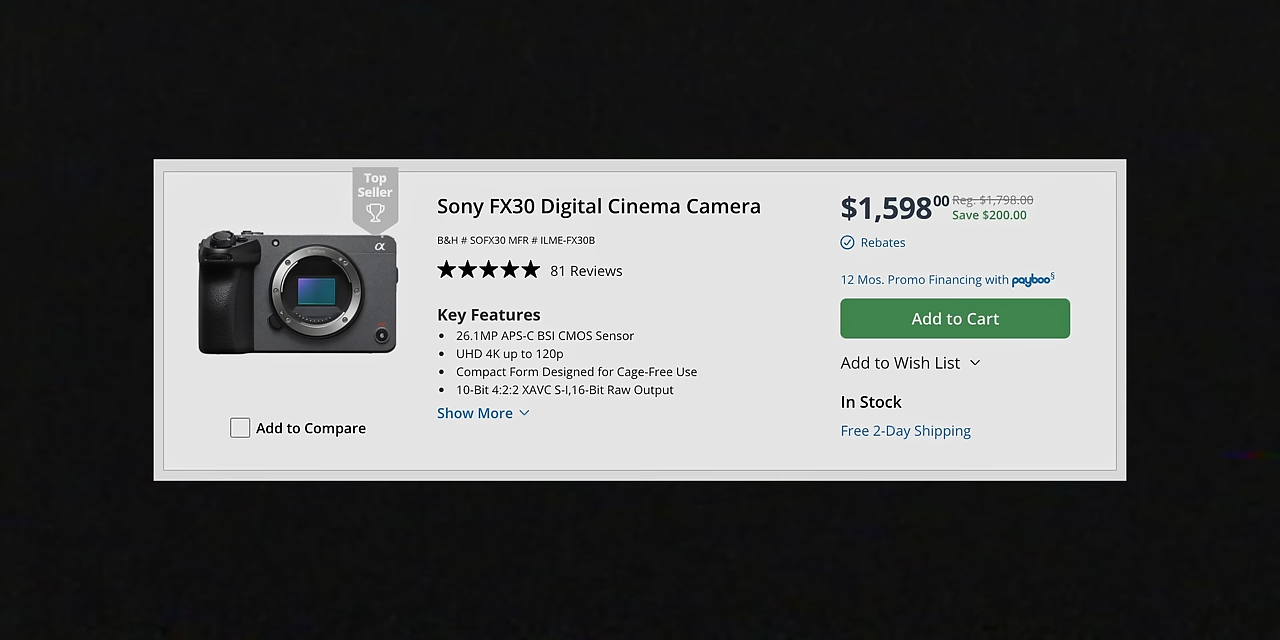 Top
Seller
α
Sony FX30 Digital Cinema Camera
B&H # SOFX30 MFR # ILME-FX30B
81 Reviews
Key Features
• 26.1MP APS-C BSI CMOS Sensor
• UHD 4K up to 120p
• Compact Form Designed for Cage-Free Use
• 10-Bit 4:2:2 XAVC S-I,16-Bit Raw Output
Show More
Add to Compare
$1,59800 Reg. $1,798.00
Save $200.00
Rebates
12 Mos. Promo Financing with payboo§
Add to Cart
Add to Wish List
In Stock
Free 2-Day Shipping